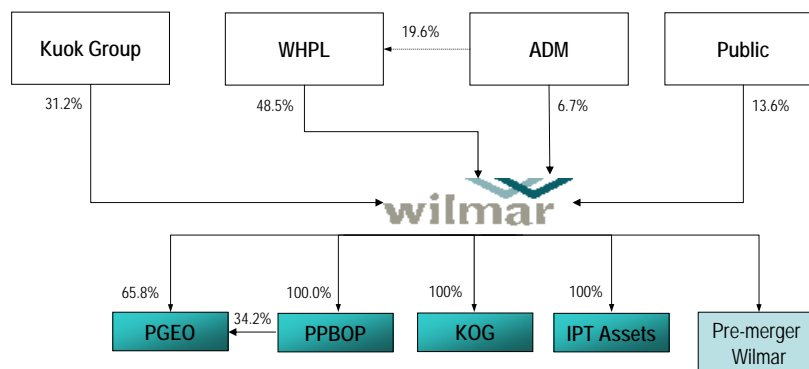 Kuok Group
WHPL
19.6%
ADM
Public
31.2%
48.5%
6.7%
13.6%
wilmar
65.8%
100.0%
100%
100%
PGEO
34.2%
PPBOP
KOG
IPT Assets
Pre-merger
Wilmar